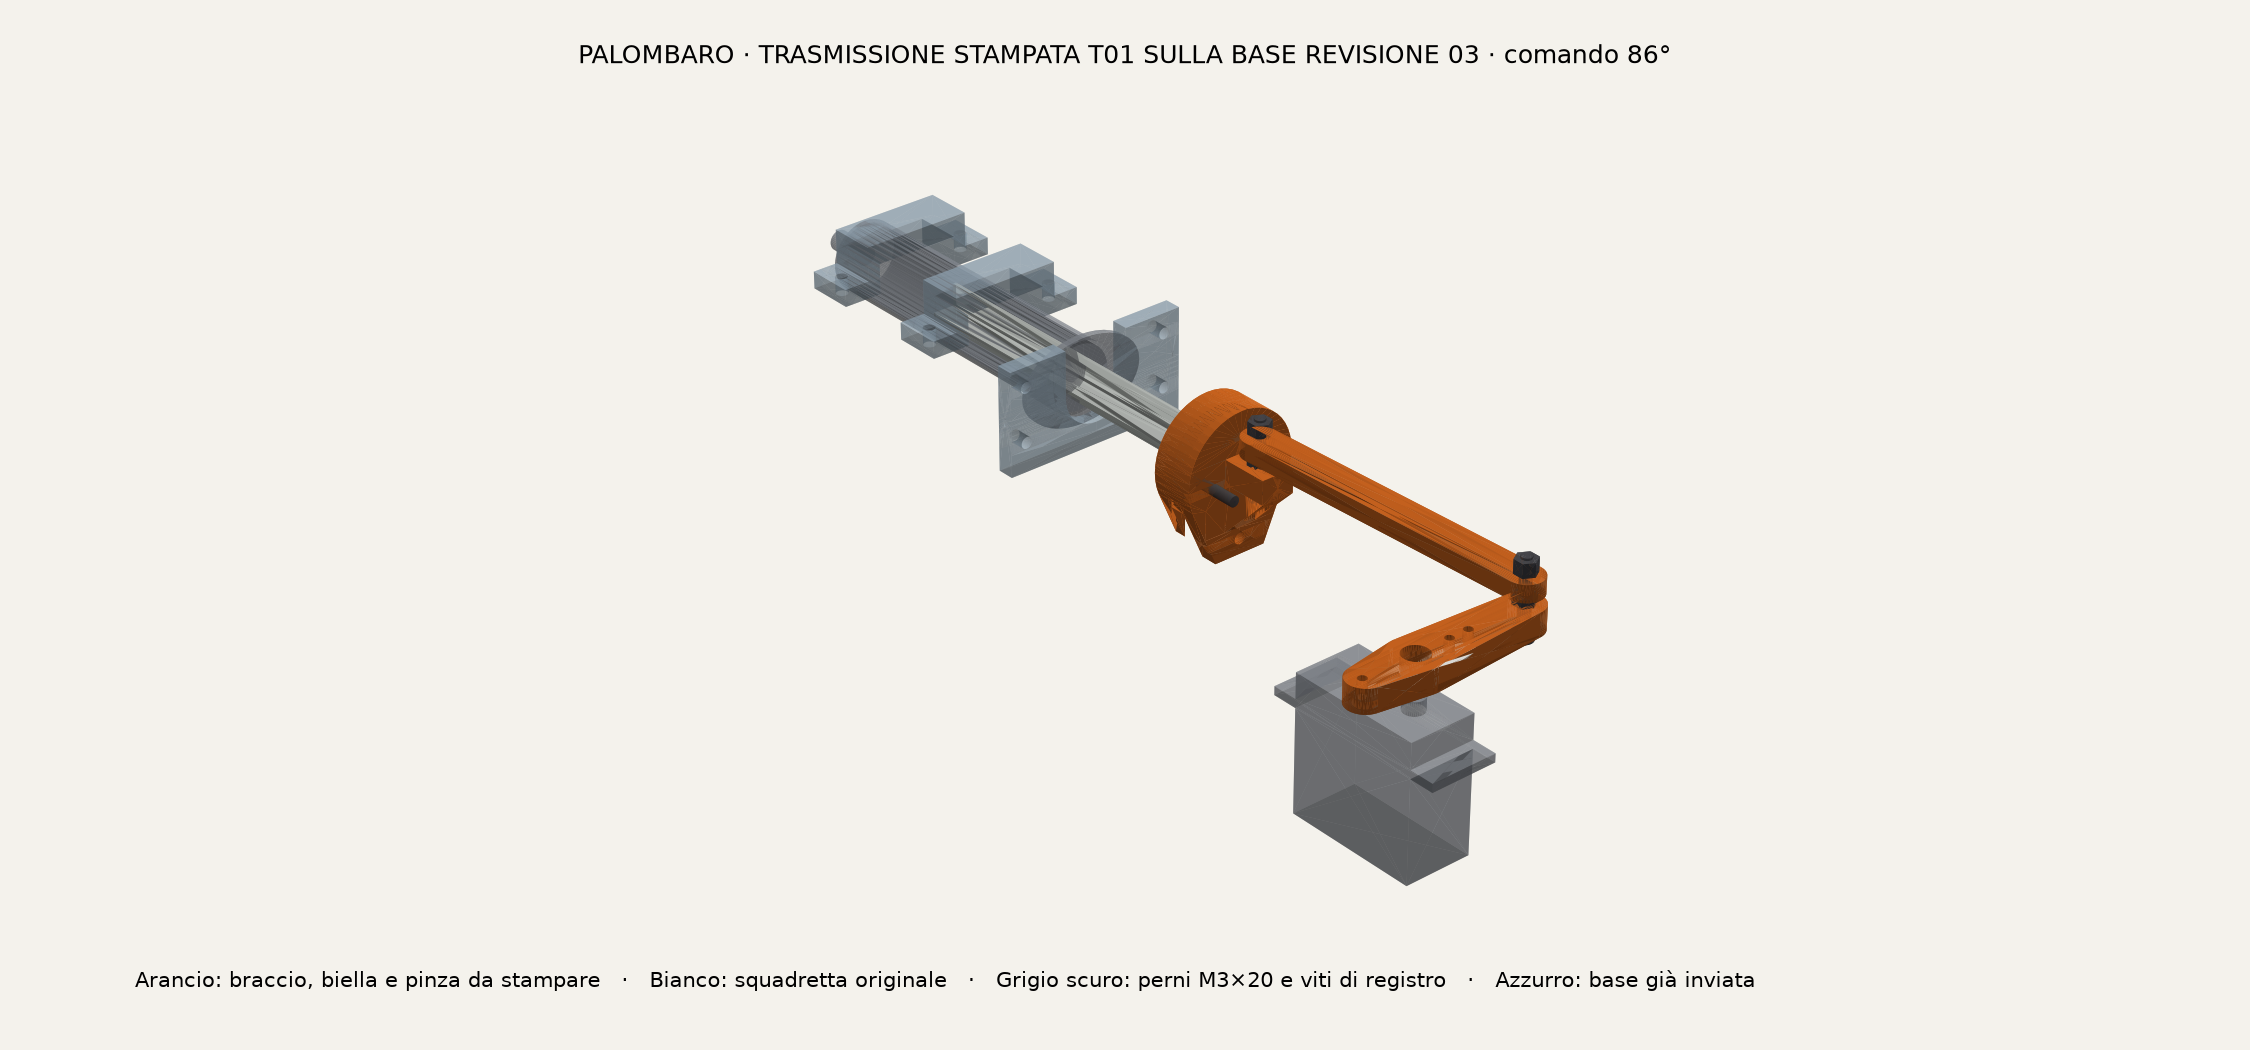 PALOMBARO · TRASMISSIONE STAMPATA T01 SULLA BASE REVISIONE 03 · comando 86°
Arancio: braccio, biella e pinza da stampare · Bianco: squadretta originale · Grigio scuro: perni M3×20 e viti di registro · Azzurro: base già inviata